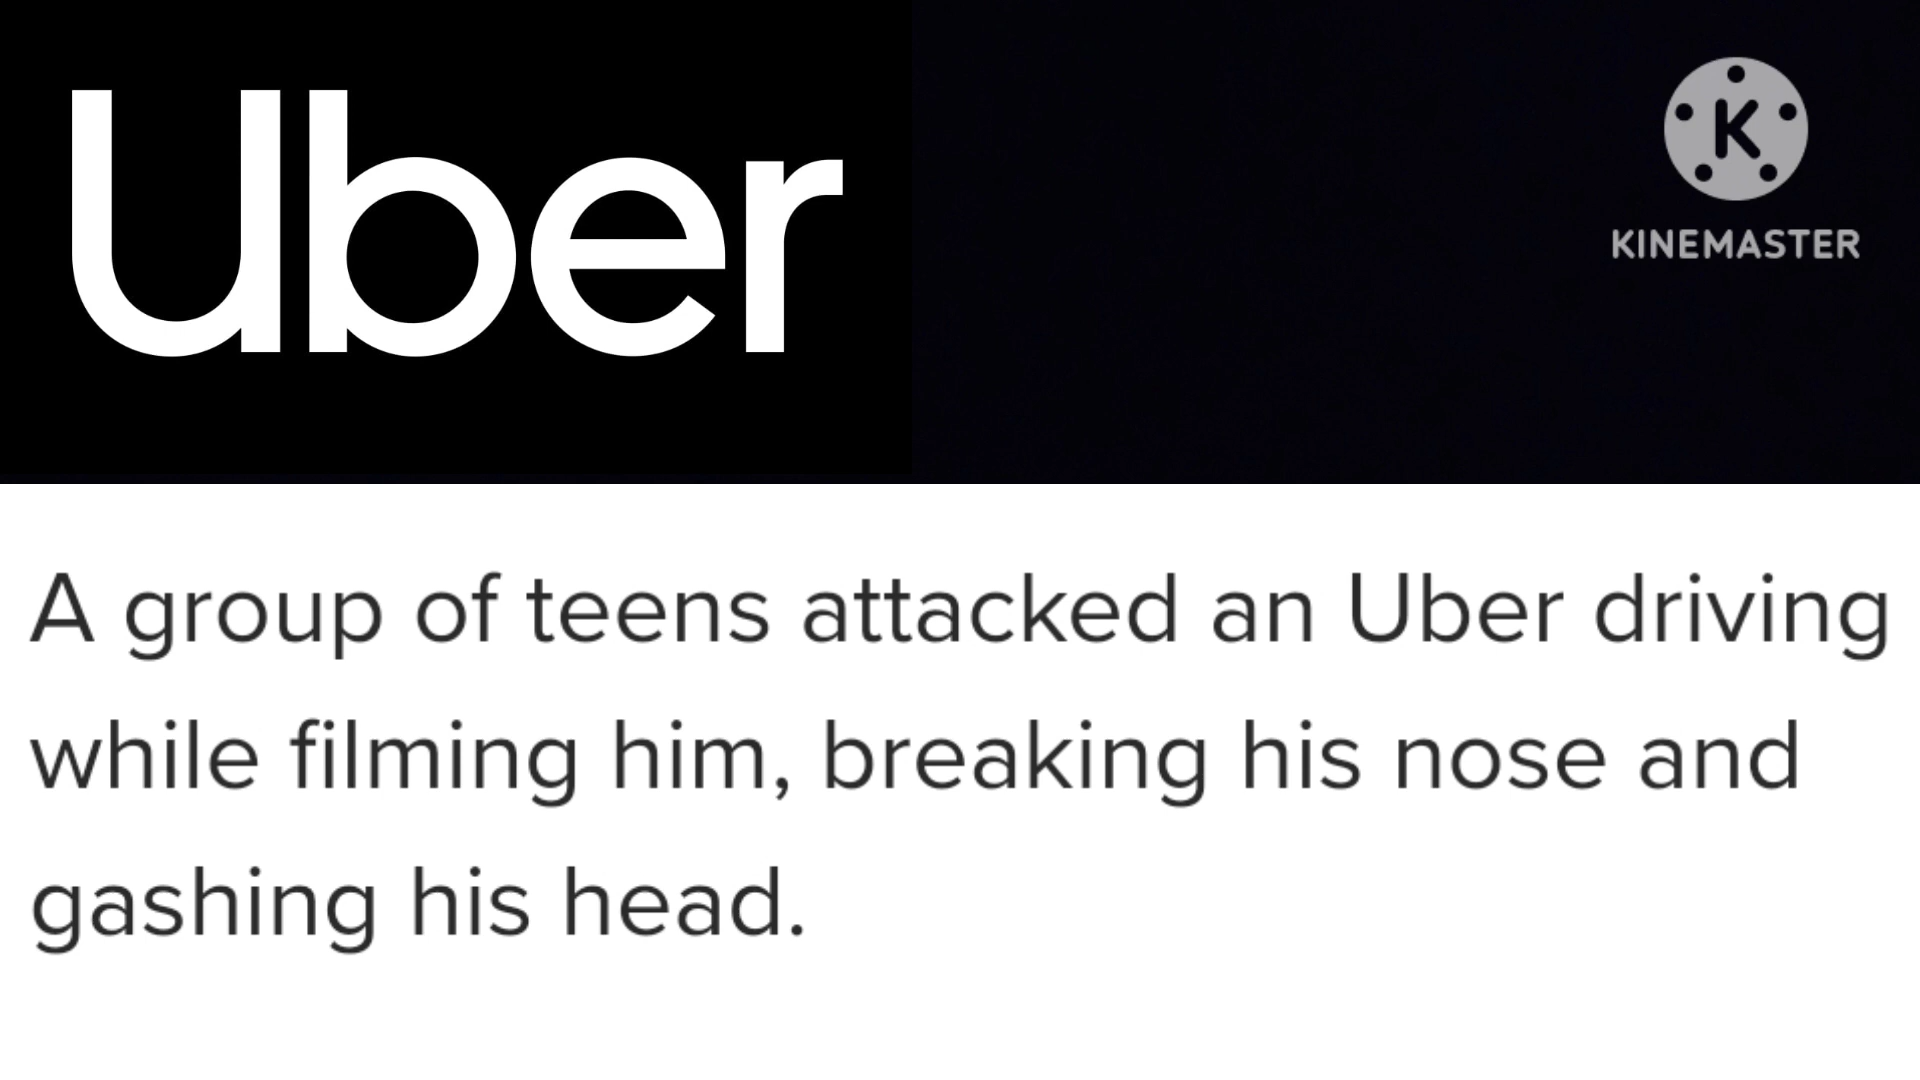 Uber
K
KINEMASTER
A group of teens attacked an Uber driving
while filming him, breaking his nose and
gashing his head.